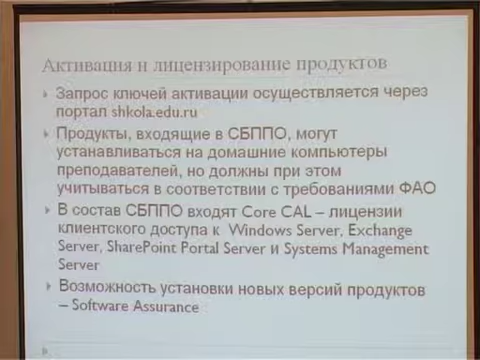 Активация и лицензирование продуктов
Запрос ключей активации осуществляется через
портал shkola.edu.ru
Продукты, входящие в СБППО, могут
устанавливаться на домашние компьютеры
преподавателей, но должны при этом
учитываться в соответствии с требованиями ФАО
В состав СБППО входят Core CAL – лицензии
клиентского доступа к Windows Server, Exchange
Server, SharePoint Portal Server и Systems Management
Server
Возможность установки новых версий продуктов
– Software Assurance